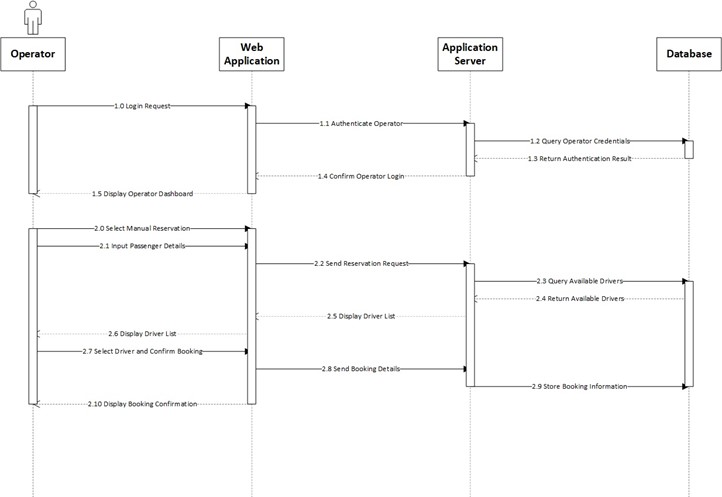 Operator
Web
Application
Application
Server
Database
1.0 Login Request
1.1 Authenticate Operator
1.2 Query Operator Credentials
1.3 Return Authentication Result
1.4 Confirm Operator Login
1.5 Display Operator Dashboard
2.0 Select Manual Reservation
2.1 Input Passenger Details
2.2 Send Reservation Request
2.3 Query Available Drivers
2.4 Return Available Drivers
2.5 Display Driver List
2.6 Display Driver List
2.7 Select Driver and Confirm Booking
2.8 Send Booking Details
2.9 Store Booking Information
2.10 Display Booking Confirmation